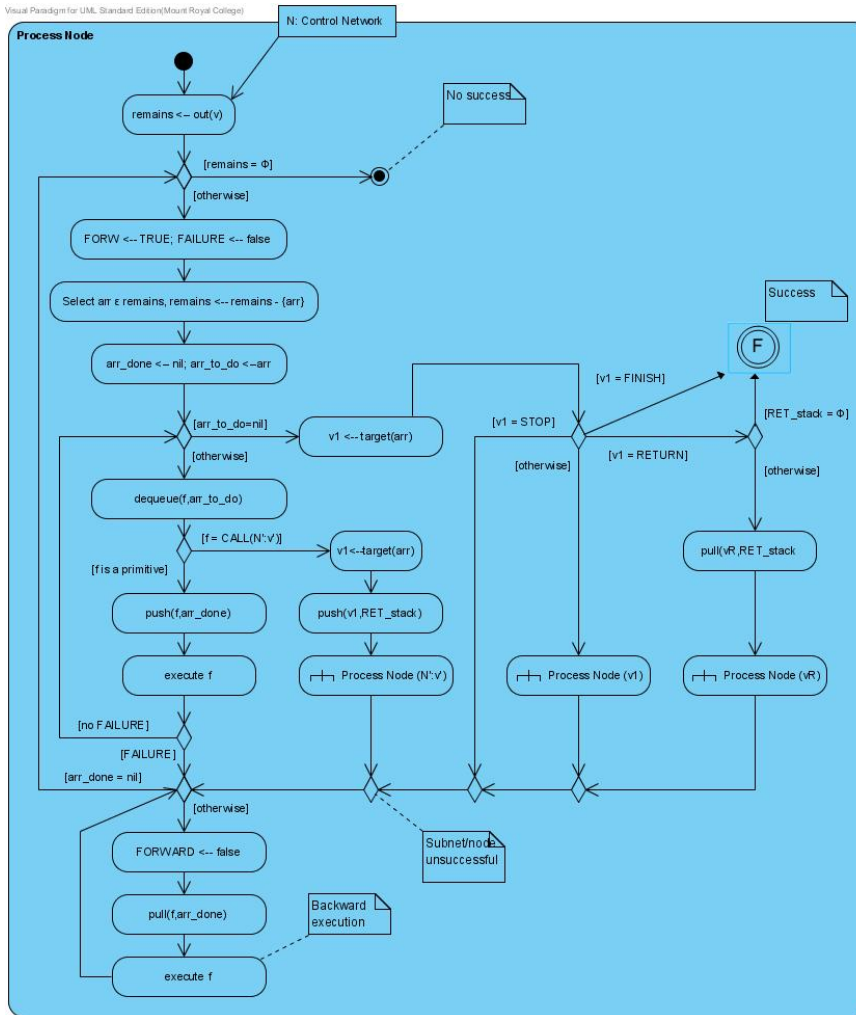 Visual Paradigm for UML Standard Edition(Mount Royal College)
N: Control Network
Process Node
remains <-- out(v)
No success
[remains = Φ]
[otherwise]
FORW <-- TRUE; FAILURE <-- false
Select arr ε remains, remains <-- remains - {arr}
Success
F
arr_done <-- nil; arr_to_do <--arr
[v1 = FINISH]
[arr_to_do=nil]
v1 <-- target(arr)
[v1 = STOP]
[RET_stack = Φ]
[otherwise]
[otherwise]
[v1 = RETURN]
[otherwise]
dequeue(f,arr_to_do)
[f = CALL(N':v')]
v1<--target(arr)
pull(vR,RET_stack
[f is a primitive]
push(f,arr_done)
push(v1,RET_stack)
execute f
Process Node (N':v')
Process Node (v1)
Process Node (vR)
[no FAILURE]
[FAILURE]
[arr_done = nil]
[otherwise]
FORWARD <-- false
Subnet/node
unsuccessful
pull(f,arr_done)
Backward
execution
execute f